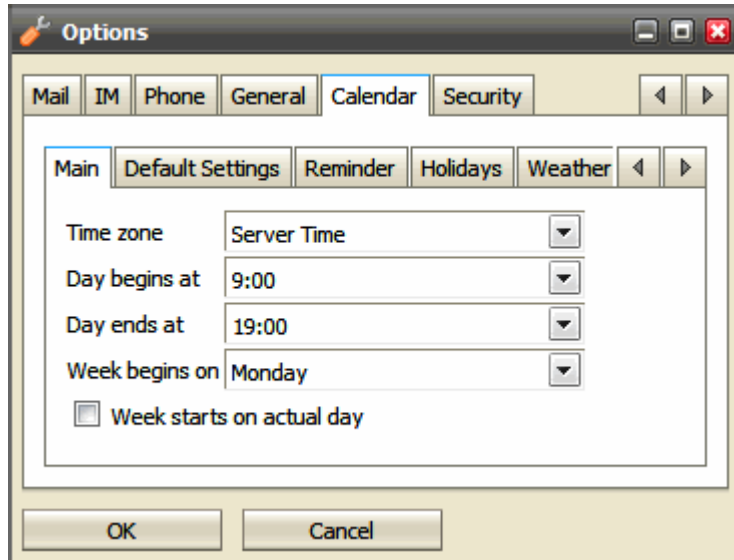 Options
Mail IM Phone General Calendar Security
Main Default Settings Reminder Holidays Weather
Time zone Server Time
Day begins at 9:00
Day ends at 19:00
Week begins on Monday
Week starts on actual day
OK Cancel